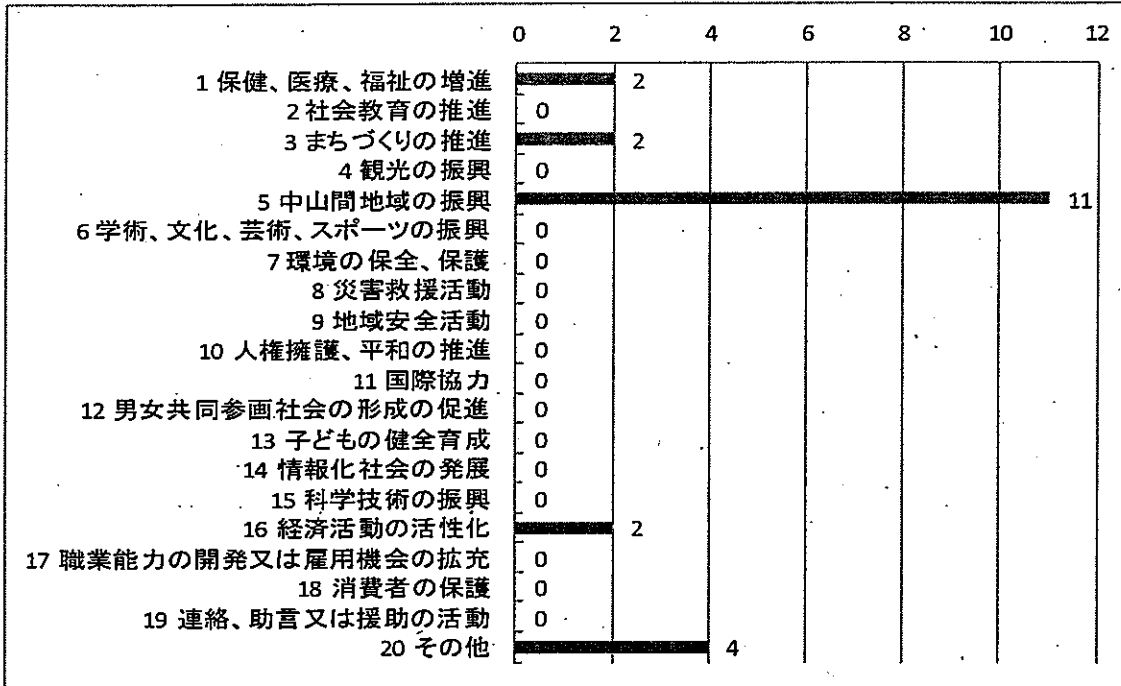 0 2 4 6 8 10 12
1 保健、医療、福祉の増進 2
2 社会教育の推進 0
3 まちづくりの推進 2
4 観光の振興 0
5 中山間地域の振興 11
6 学術、文化、芸術、スポーツの振興 0
7 環境の保全、保護 0
8 災害救援活動 0
9 地域安全活動 0
10 人権擁護、平和の推進 0
11 国際協力 0
12 男女共同参画社会の形成の促進 0
13 子どもの健全育成 0
14 情報化社会の発展 0
15 科学技術の振興 0
16 経済活動の活性化 2
17 職業能力の開発又は雇用機会の拡充 0
18 消費者の保護 0
19 連絡、助言又は援助の活動 0
20 その他 4